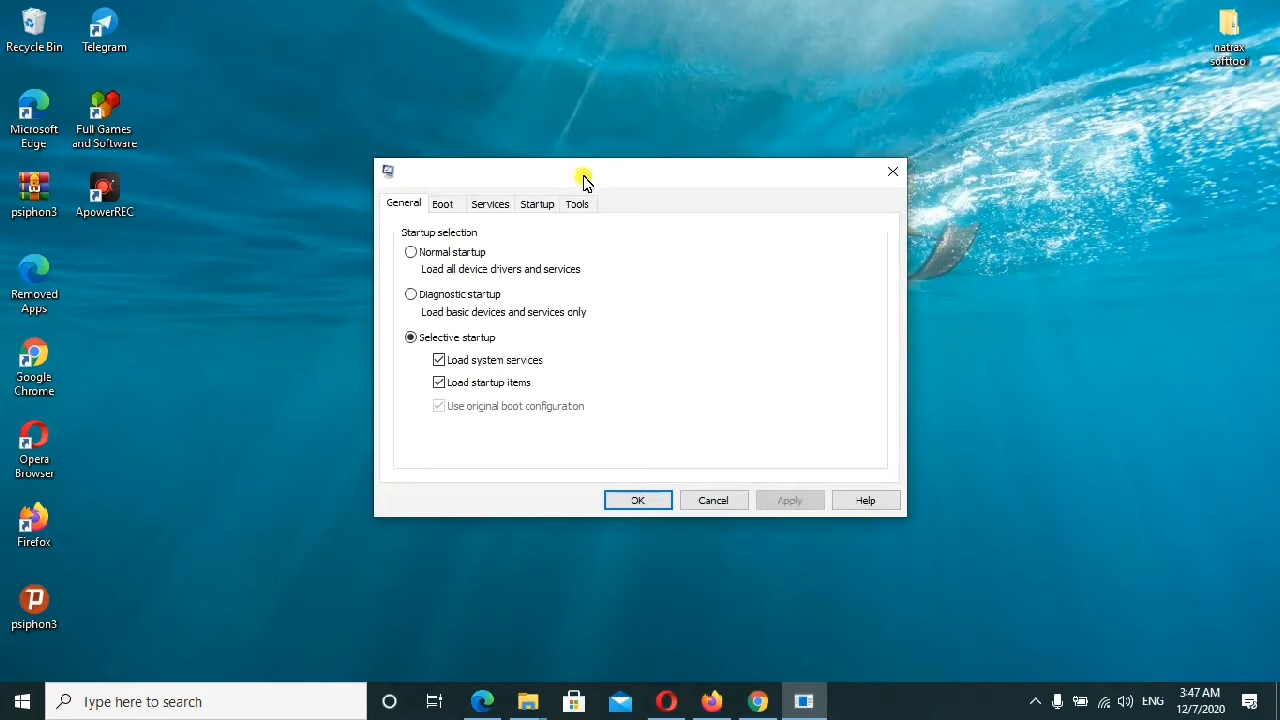 Recycle Bin
Telegram
Microsoft
Edge
Full Games
and Software
psiphon3
ApowerREC
Removed
Apps
Google
Chrome
Opera
Browser
Firefox
psiphon3
natrax
softtool
General
Boot
Services
Startup
Tools
Startup selection
Normal startup
Load all device drivers and services
Diagnostic startup
Load basic devices and services only
Selective startup
Load system services
Load startup items
Use original boot configuration
OK
Cancel
Apply
Help
Type here to search
ENG
3:47 AM
12/7/2020